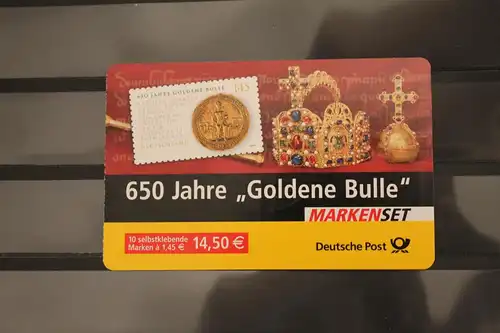 650 JAHRE GOLDENE BULLE 145
650 Jahre „Goldene Bulle“
MARKENSET
10 selbstklebende
Marken à 1,45 € 14,50 €
Deutsche Post